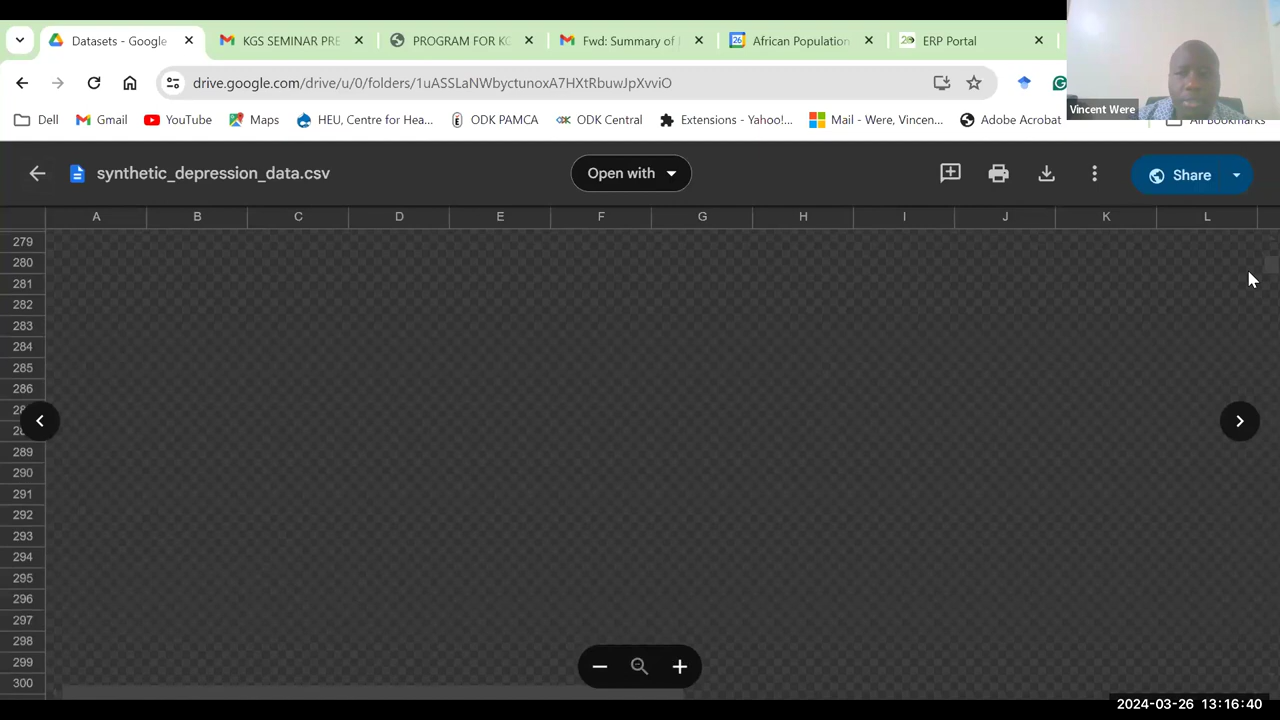 Datasets - Google
KGS SEMINAR PRE
PROGRAM FOR KG
Fwd: Summary of
African Population
ERP Portal
drive.google.com/drive/u/0/folders/1uASSLaNWbyctunoxA7HXtRbuwJpXvviO
Vincent Were
Dell
Gmail
YouTube
Maps
HEU, Cent for Hea...
ODK PAMCA
ODK Central
Extensions - Yahoo!...
Mail - Were, Vincen...
Adobe Acrobat
All Bookmarks
synthetic_depression_data.csv
Open with
Share
A B C D E F G H I J K L
279
280
281
282
283
284
285
286
289
290
291
292
293
294
295
296
297
298
299
300
2024-03-26 13:16:40